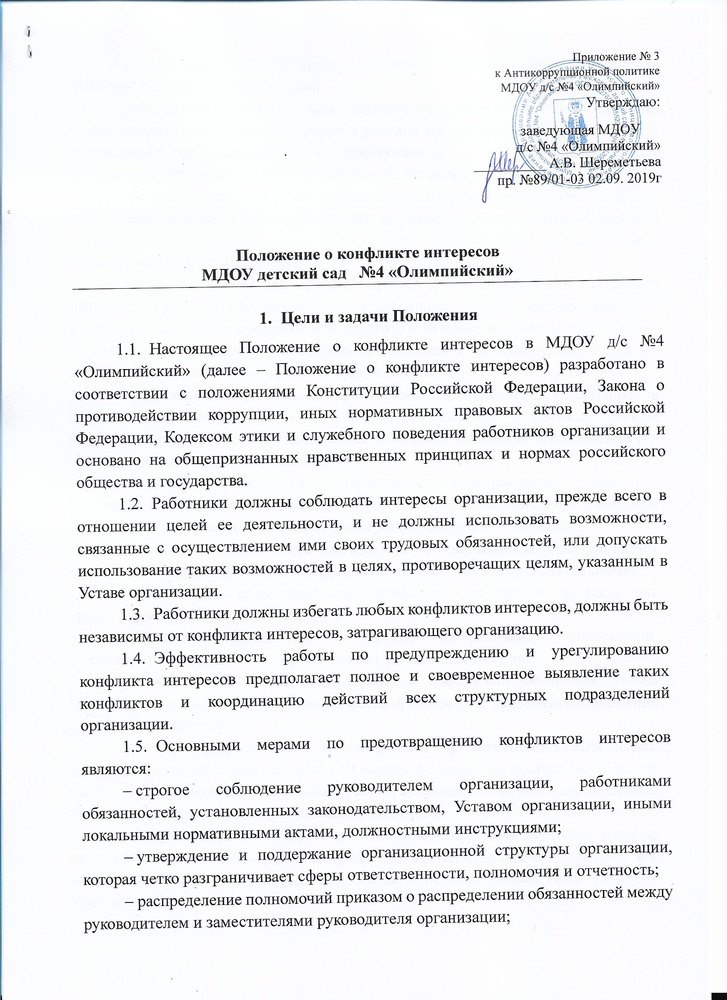 Приложение № 3
к Антикоррупционной политике
МДОУ д/с №4 «Олимпийский»
Утверждаю:
заведующая МДОУ
д/с №4 «Олимпийский»
А.В. Шереметьева
пр. №89/01-03 02.09. 2019г
Положение о конфликте интересов
МДОУ детский сад №4 «Олимпийский»
1. Цели и задачи Положения
1.1. Настоящее Положение о конфликте интересов в МДОУ д/с №4
«Олимпийский» (далее – Положение о конфликте интересов) разработано в
соответствии с положениями Конституции Российской Федерации, Закона о
противодействии коррупции, иных нормативных правовых актов Российской
Федерации, Кодексом этики и служебного поведения работников организации и
основано на общепризнанных нравственных принципах и нормах российского
общества и государства.
1.2. Работники должны соблюдать интересы организации, прежде всего в
отношении целей ее деятельности, и не должны использовать возможности,
связанные с осуществлением ими своих трудовых обязанностей, или допускать
использование таких возможностей в целях, противоречащих целям, указанным в
Уставе организации.
1.3. Работники должны избегать любых конфликтов интересов, должны быть
независимы от конфликта интересов, затрагивающего организацию.
1.4. Эффективность работы по предупреждению и урегулированию
конфликта интересов предполагает полное и своевременное выявление таких
конфликтов и координацию действий всех структурных подразделений
организации.
1.5. Основными мерами по предотвращению конфликтов интересов
являются:
– строгое соблюдение руководителем организации, работниками
обязанностей, установленных законодательством, Уставом организации, иными
локальными нормативными актами, должностными инструкциями;
– утверждение и поддержание организационной структуры организации,
которая четко разграничивает сферы ответственности, полномочия и отчетность;
– распределение полномочий приказом о распределении обязанностей между
руководителем и заместителями руководителя организации;